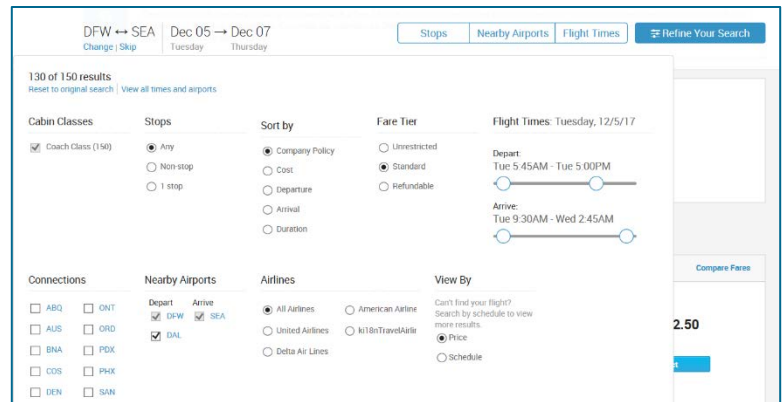 DFW ↔ SEA Dec 05 → Dec 07
Change | Skip Tuesday Thursday
Stops Nearby Airports Flight Times Refine Your Search
130 of 150 results
Reset to original search | View all times and airports
Cabin Classes
Coach Class (150)
Stops
Any
Non-stop
1 stop
Sort by
Company Policy
Cost
Departure
Arrival
Duration
Fare Tier
Unrestricted
Standard
Refundable
Flight Times: Tuesday, 12/5/17
Depart:
Tue 5:45AM - Tue 5:00PM
Arrive:
Tue 9:30AM - Wed 2:45AM
Connections
ABQ ONT
AUS ORD
BNA PDX
COS PHX
DEN SAN
Nearby Airports
Depart Arrive
DFW SEA
DAL
Airlines
All Airlines American Airline
United Airlines ki18nTravelAirlin
Delta Air Lines
View By
Can't find your flight?
Search by schedule to view
more results.
Price
Schedule
Compare Fares
2.50